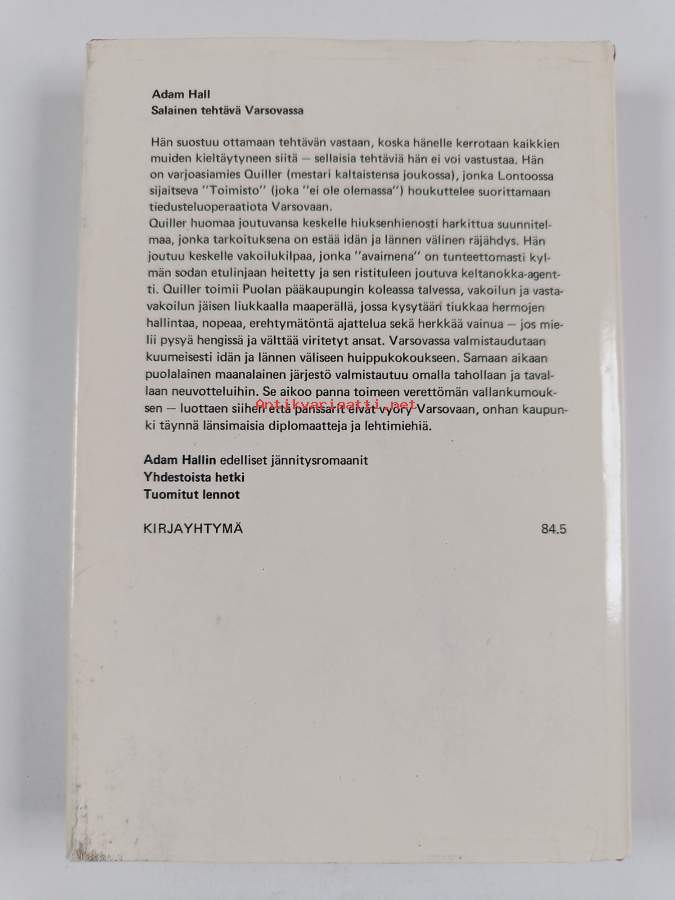 Adam Hall
Salainen tehtävä Varsovassa
Hän suostuu ottamaan tehtävän vastaan, koska hänelle kerrotaan kaikkien
muiden kieltäytyneen siitä — sellaisia tehtäviä hän ei voi vastustaa. Hän
on varjoasiamies Quiller (mestari kaltaistensa joukossa), jonka Lontoossa
sijaitseva "Toimisto" (joka "ei ole olemassa") houkuttelee suorittamaan
tiedusteluoperaatiota Varsovaan.
Quiller huomaa joutuvansa keskelle hiuksenhienosti harkittua suunnitel-
maa, jonka tarkoituksena on estää idän ja lännen välinen räjähdys. Hän
joutuu keskelle vakoilukilpaa, jonka "avaimena" on tunteettomasti kyl-
män sodan etulinjaan heitetty ja sen ristituleen joutuva keltanokka-agent-
ti. Quiller toimii Puolan pääkaupungin koleassa talvessa, vakoilun ja vasta-
vakoilun jäisen liukkaalla maaperällä, jossa kysytään tiukkaa hermojen
hallintaa, nopeaa, erehtymätöntä ajattelua sekä herkkää vainua — jos mie-
lii pysyä hengissä ja välttää viritetyt ansat. Varsovassa valmistaudutaan
kuumeisesti idän ja lännen väliseen huippukokoukseen. Samaan aikaan
puolalainen maanalainen järjestö valmistautuu omalla tahollaan ja taval-
laan neuvotteluihin. Se aikoo panna toimeen verettömän vallankumouk-
sen — luottaen siihen että panssarit eivät vyöry Varsovaan, onhan kaupun-
ki täynnä länsimaisia diplomaatteja ja lehtimiehiä.
Antikvariaatti.net
Adam Hallin edelliset jännitysromaanit
Yhdestoista hetki
Tuomitut lennot
KIRJAYHTYMÄ 84.5